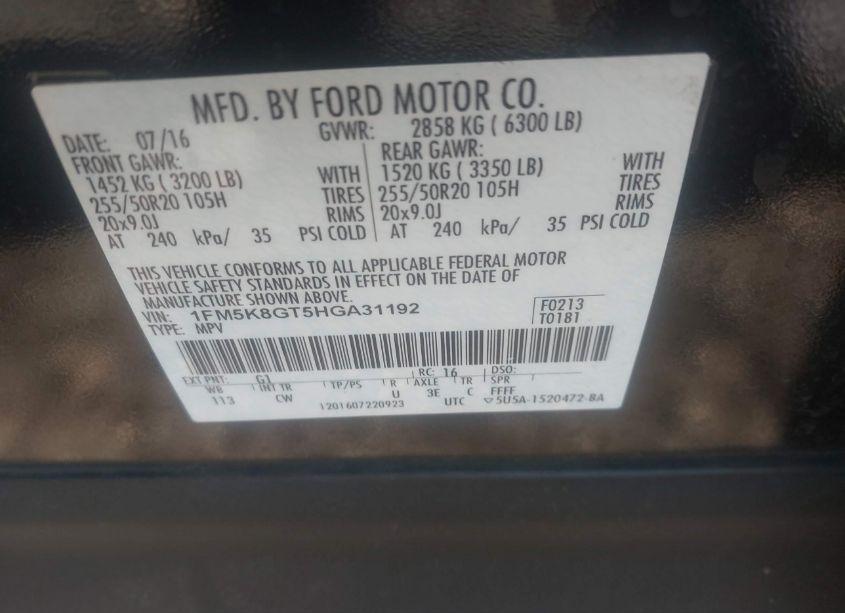 MFD. BY FORD MOTOR CO.
DATE: 07/16 GVWR: 2858 KG ( 6300 LB)
FRONT GAWR: REAR GAWR:
1452 KG ( 3200 LB) WITH 1520 KG ( 3350 LB) WITH
255/50R20 105H TIRES 255/50R20 105H TIRES
20x9.0J RIMS 20x9.0J RIMS
AT 240 kPa/ 35 PSI COLD AT 240 kPa/ 35 PSI COLD
THIS VEHICLE CONFORMS TO ALL APPLICABLE FEDERAL MOTOR
VEHICLE SAFETY STANDARDS IN EFFECT ON THE DATE OF
MANUFACTURE SHOWN ABOVE.
VIN: 1FM5K8GT5HGA31192 F0213
TYPE: MPV T0181
EXT PNT: G1 RC: 16 DSO:
WB INT TR TP/PS R AXLE TR SPR
113 CW U 3E C FFFF
1201607220923 UTC ▽5U5A-1520472-BA